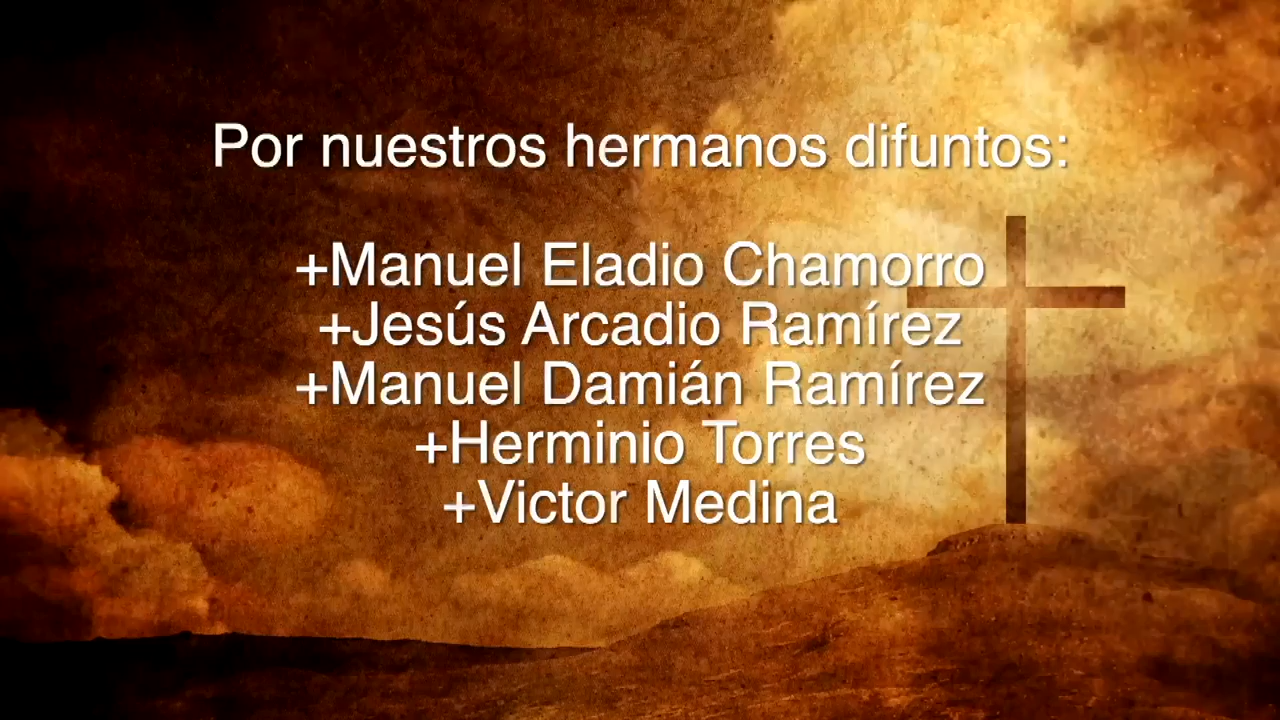 Por nuestros hermanos difuntos:
+Manuel Eladio Chamorro
+Jesús Arcadio Ramírez
+Manuel Damián Ramírez
+Herminio Torres
+Victor Medina